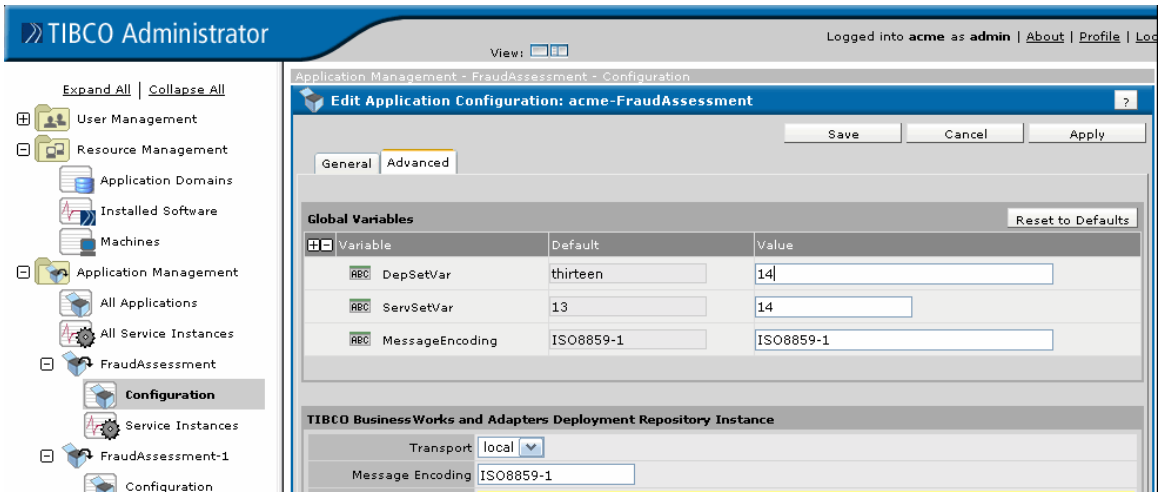 TIBCO Administrator
View:
Logged into acme as admin | About | Profile |
Expand All | Collapse All
User Management
Resource Management
Application Domains
Installed Software
Machines
Application Management
All Applications
All Service Instances
FraudAssessment
Configuration
Service Instances
FraudAssessment-1
Configuration
Application Management - FraudAssessment - Configuration
Edit Application Configuration: acme-FraudAssessment
?
Save Cancel Apply
General Advanced
Global Variables
Reset to Defaults
Variable Default Value
ABC DepSetVar thirteen 14
ABC ServSetVar 13 14
ABC MessageEncoding ISO8859-1 ISO8859-1
TIBCO BusinessWorks and Adapters Deployment Repository Instance
Transport local
Message Encoding ISO8859-1